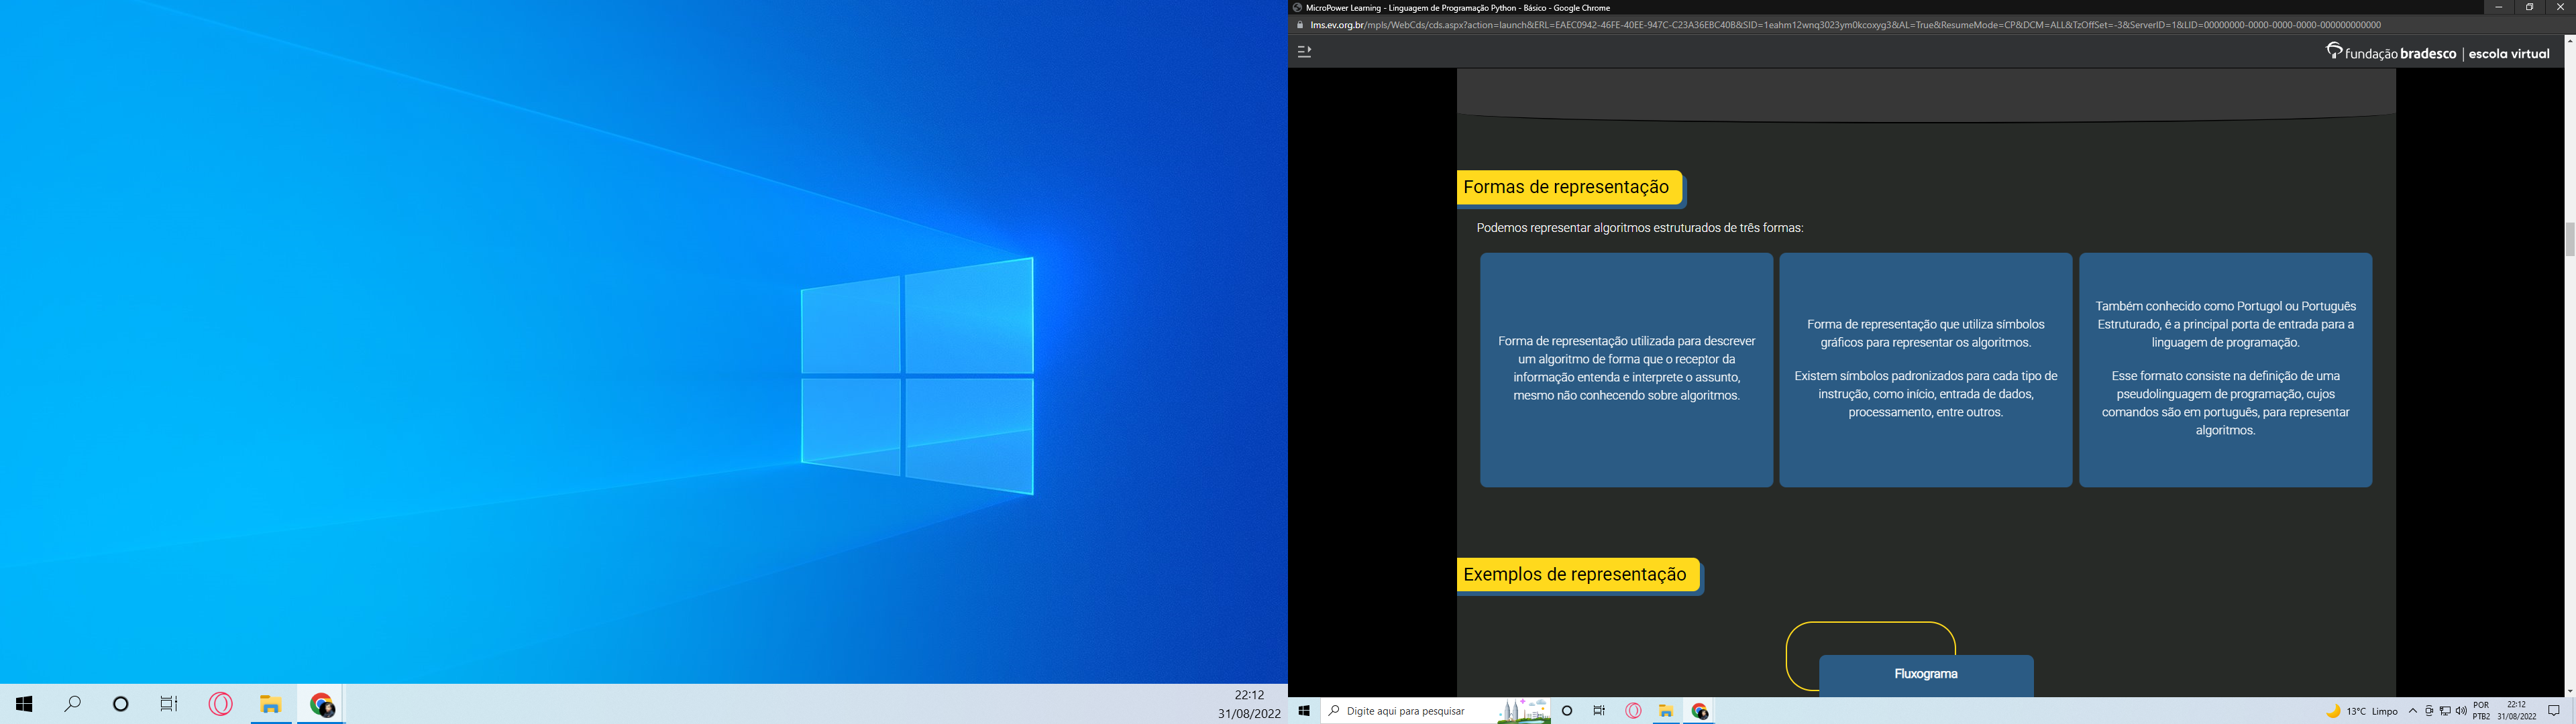 22:12
31/08/2022
MicroPower Learning - Linguagem de Programação Python - Básico - Google Chrome
lms.ev.org.br/mpls/WebCds/cds.aspx?action=launch&ERL=EAEC0942-46FE-40EE-947C-C23A36EBC40B&SID=1eahm12wnq3023ym0kcoxyg3&AL=True&ResumeMode=CP&DCM=ALL&TzOffSet=-3&ServerID=1&LID=00000000-0000-0000-0000-000000000000
fundação bradesco | escola virtual
Formas de representação
Podemos representar algoritmos estruturados de três formas:
Forma de representação utilizada para descrever
um algoritmo de forma que o receptor da
informação entenda e interprete o assunto,
mesmo não conhecendo sobre algoritmos.
Forma de representação que utiliza símbolos
gráficos para representar os algoritmos.
Existem símbolos padronizados para cada tipo de
instrução, como início, entrada de dados,
processamento, entre outros.
Também conhecido como Portugol ou Português
Estruturado, é a principal porta de entrada para a
linguagem de programação.
Esse formato consiste na definição de uma
pseudolinguagem de programação, cujos
comandos são em português, para representar
algoritmos.
Exemplos de representação
Fluxograma
Digite aqui para pesquisar
13°C Limpo
POR
PTB2
22:12
31/08/2022